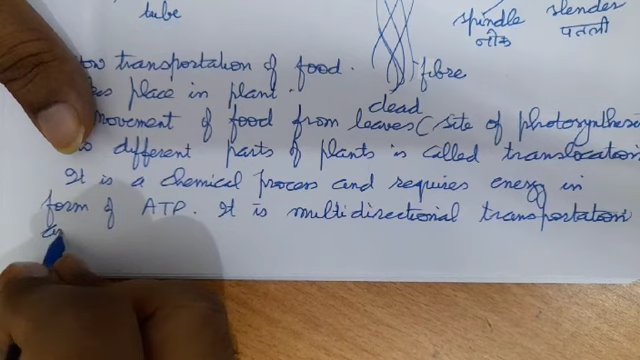 tube
spindle
slender
नोक
पतली
transportation of food.
fibre
place in plant.
dead
movement of food from leaves (site of photosynthesis
different parts of plants is called translocation
It is a chemical process and requires energy in
form of ATP. It is multidirectional transportation